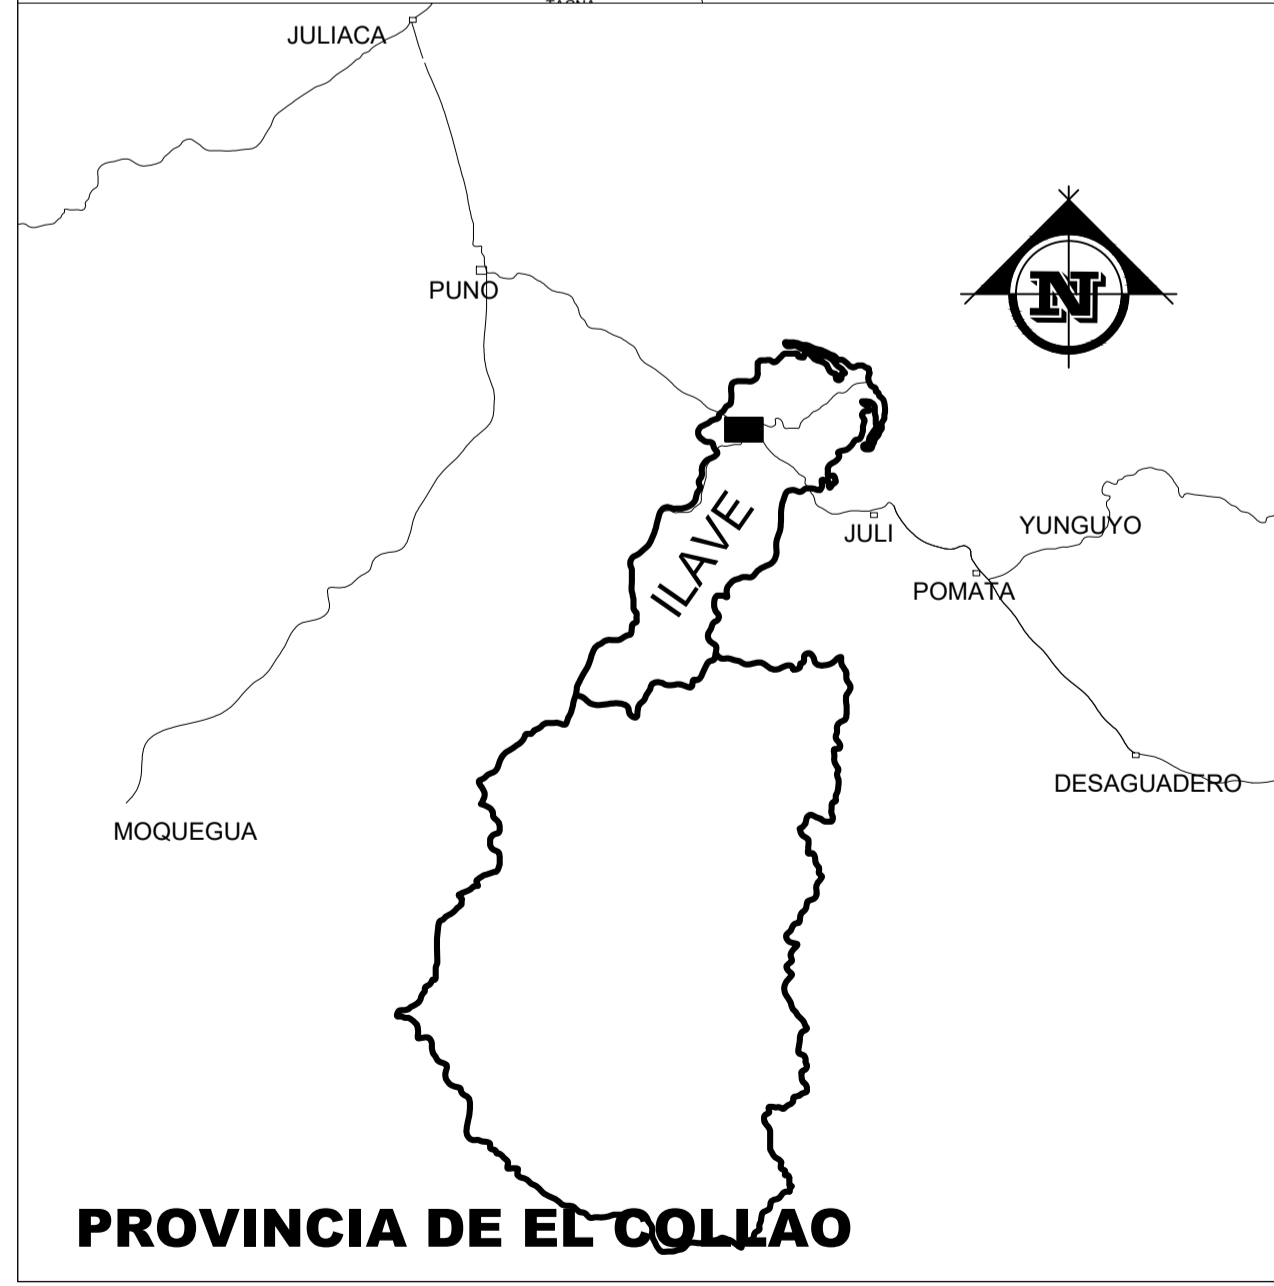 JULIACA
PUNO
N
ILAVE
JULI
YUNGUYO
POMATA
DESAGUADERO
MOQUEGUA
PROVINCIA DE EL COLLAO